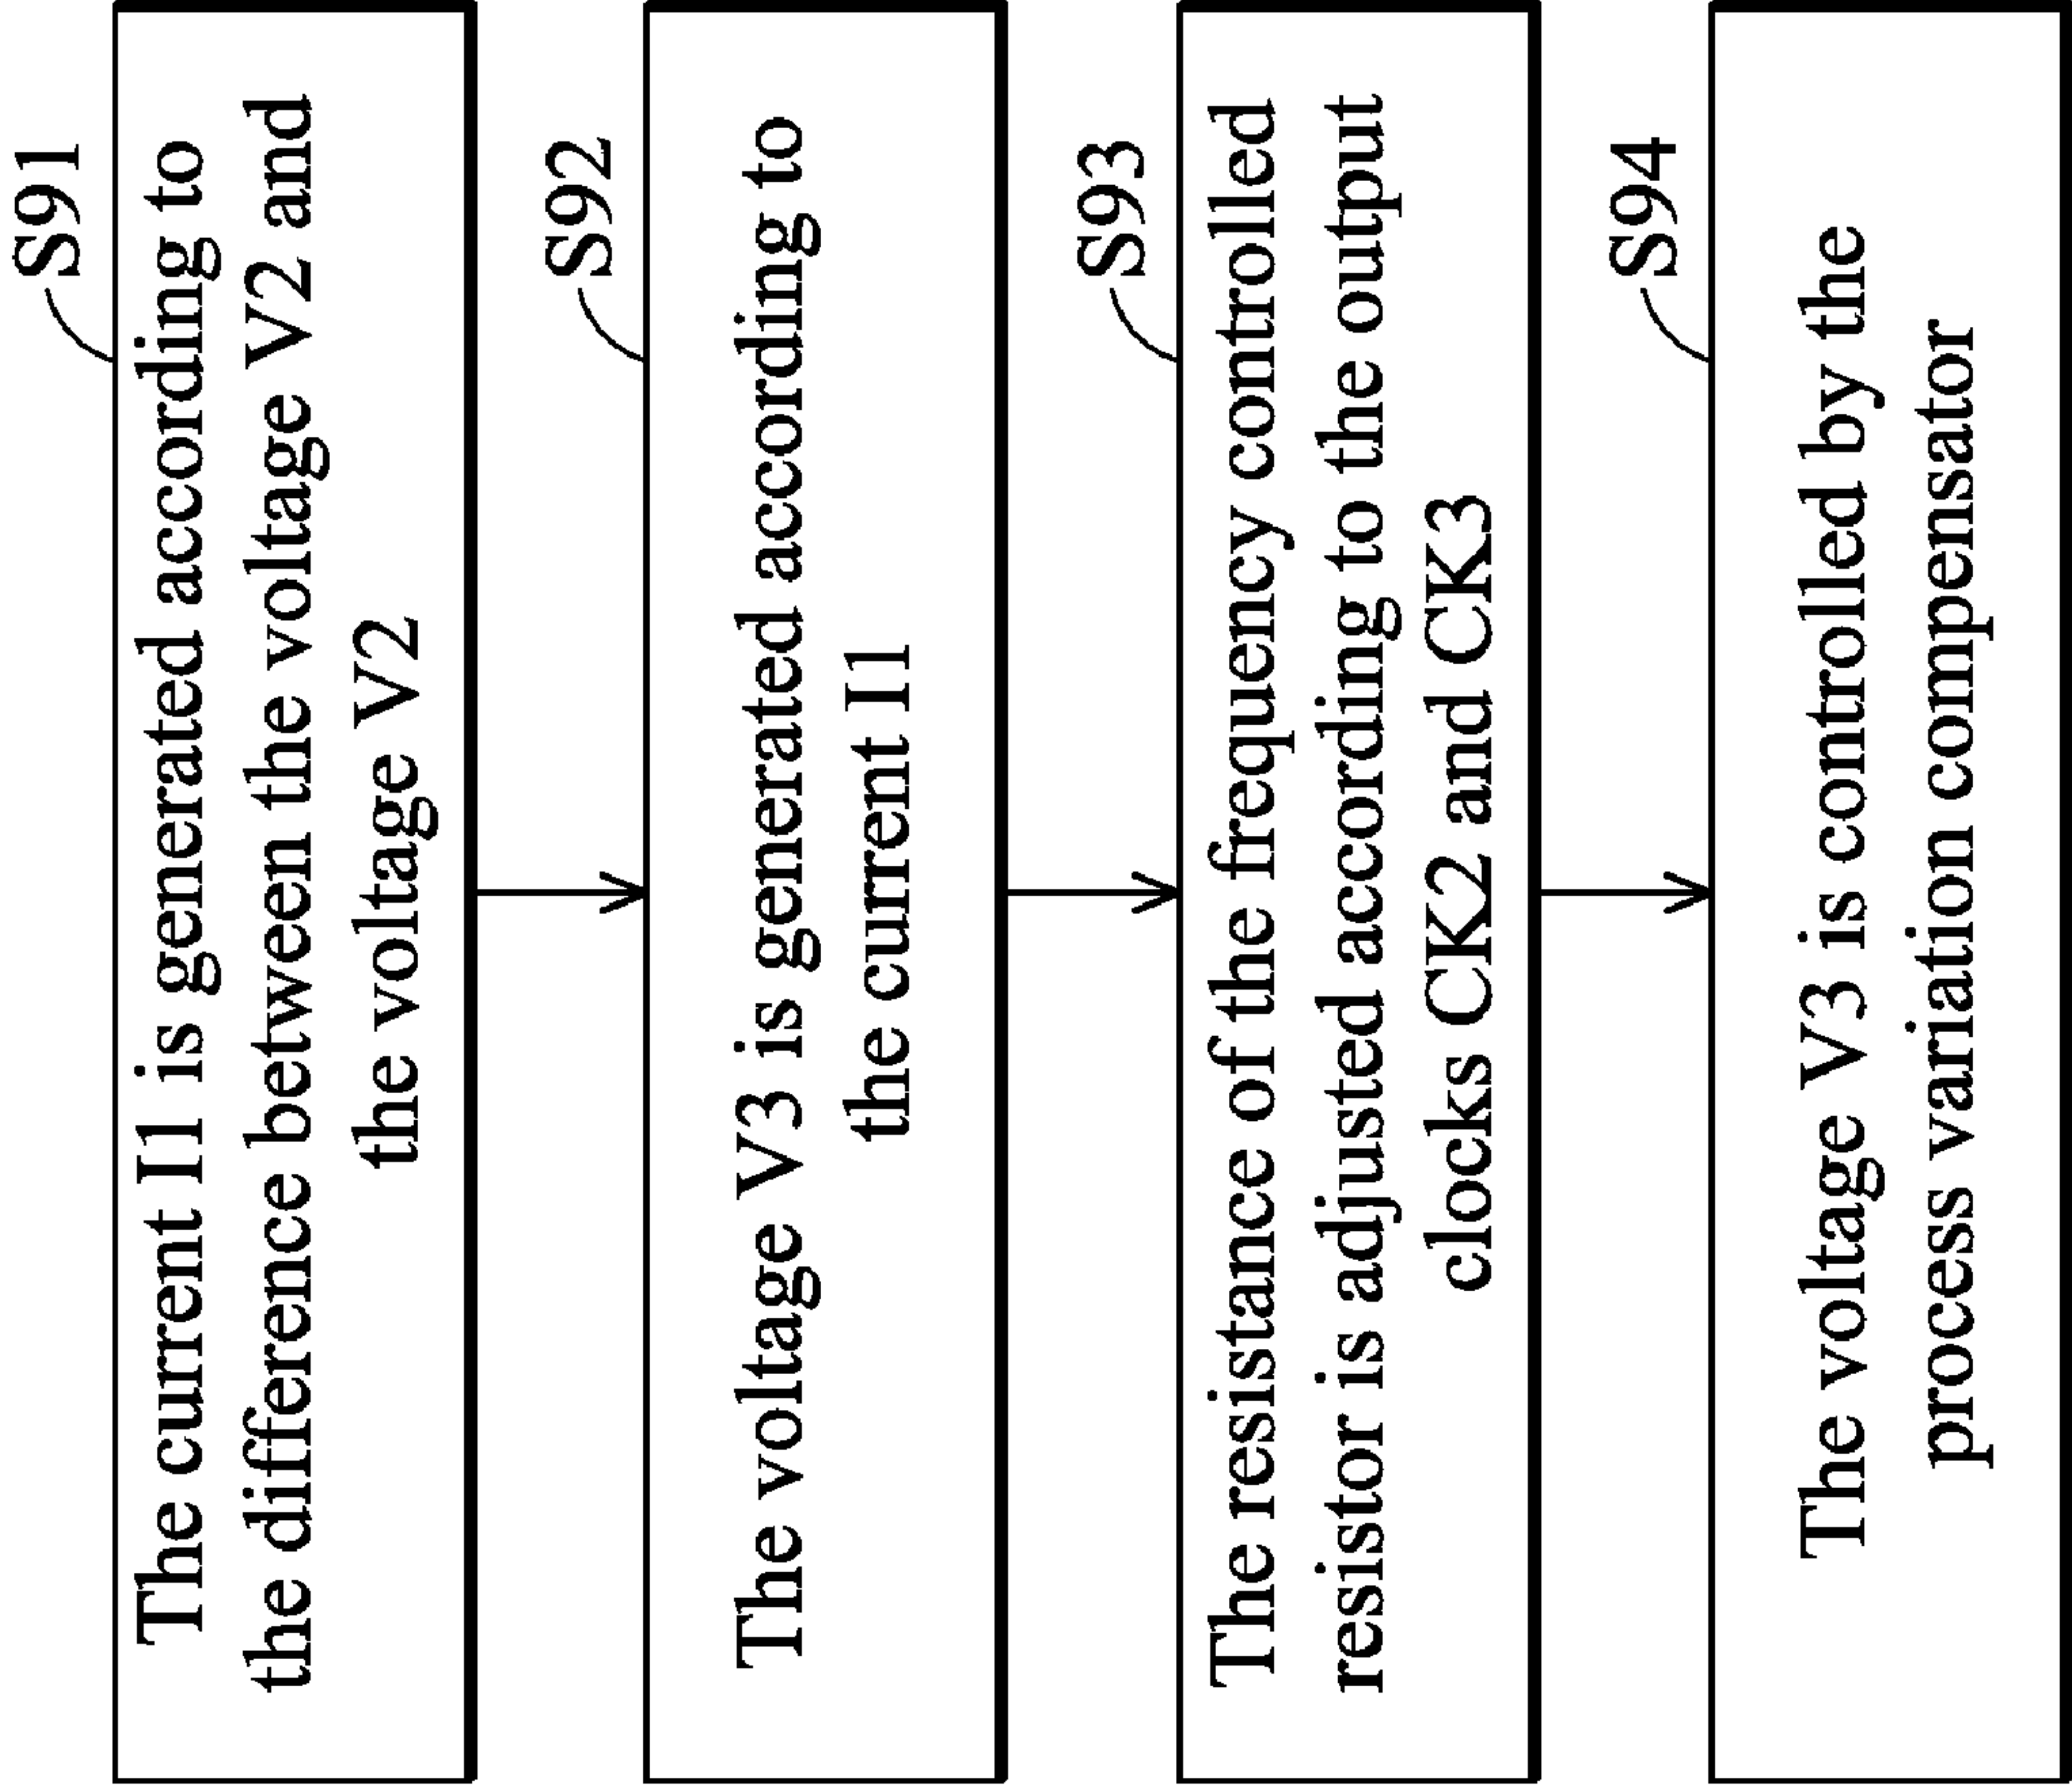 S91
The current I1 is generated according to
the difference between the voltage V2 and
the voltage V2
S92
The voltage V3 is generated according to
the current I1
S93
The resistance of the frequency controlled
resistor is adjusted according to the output
clocks CK2 and CK3
S94
The voltage V3 is controlled by the
process variation compensator